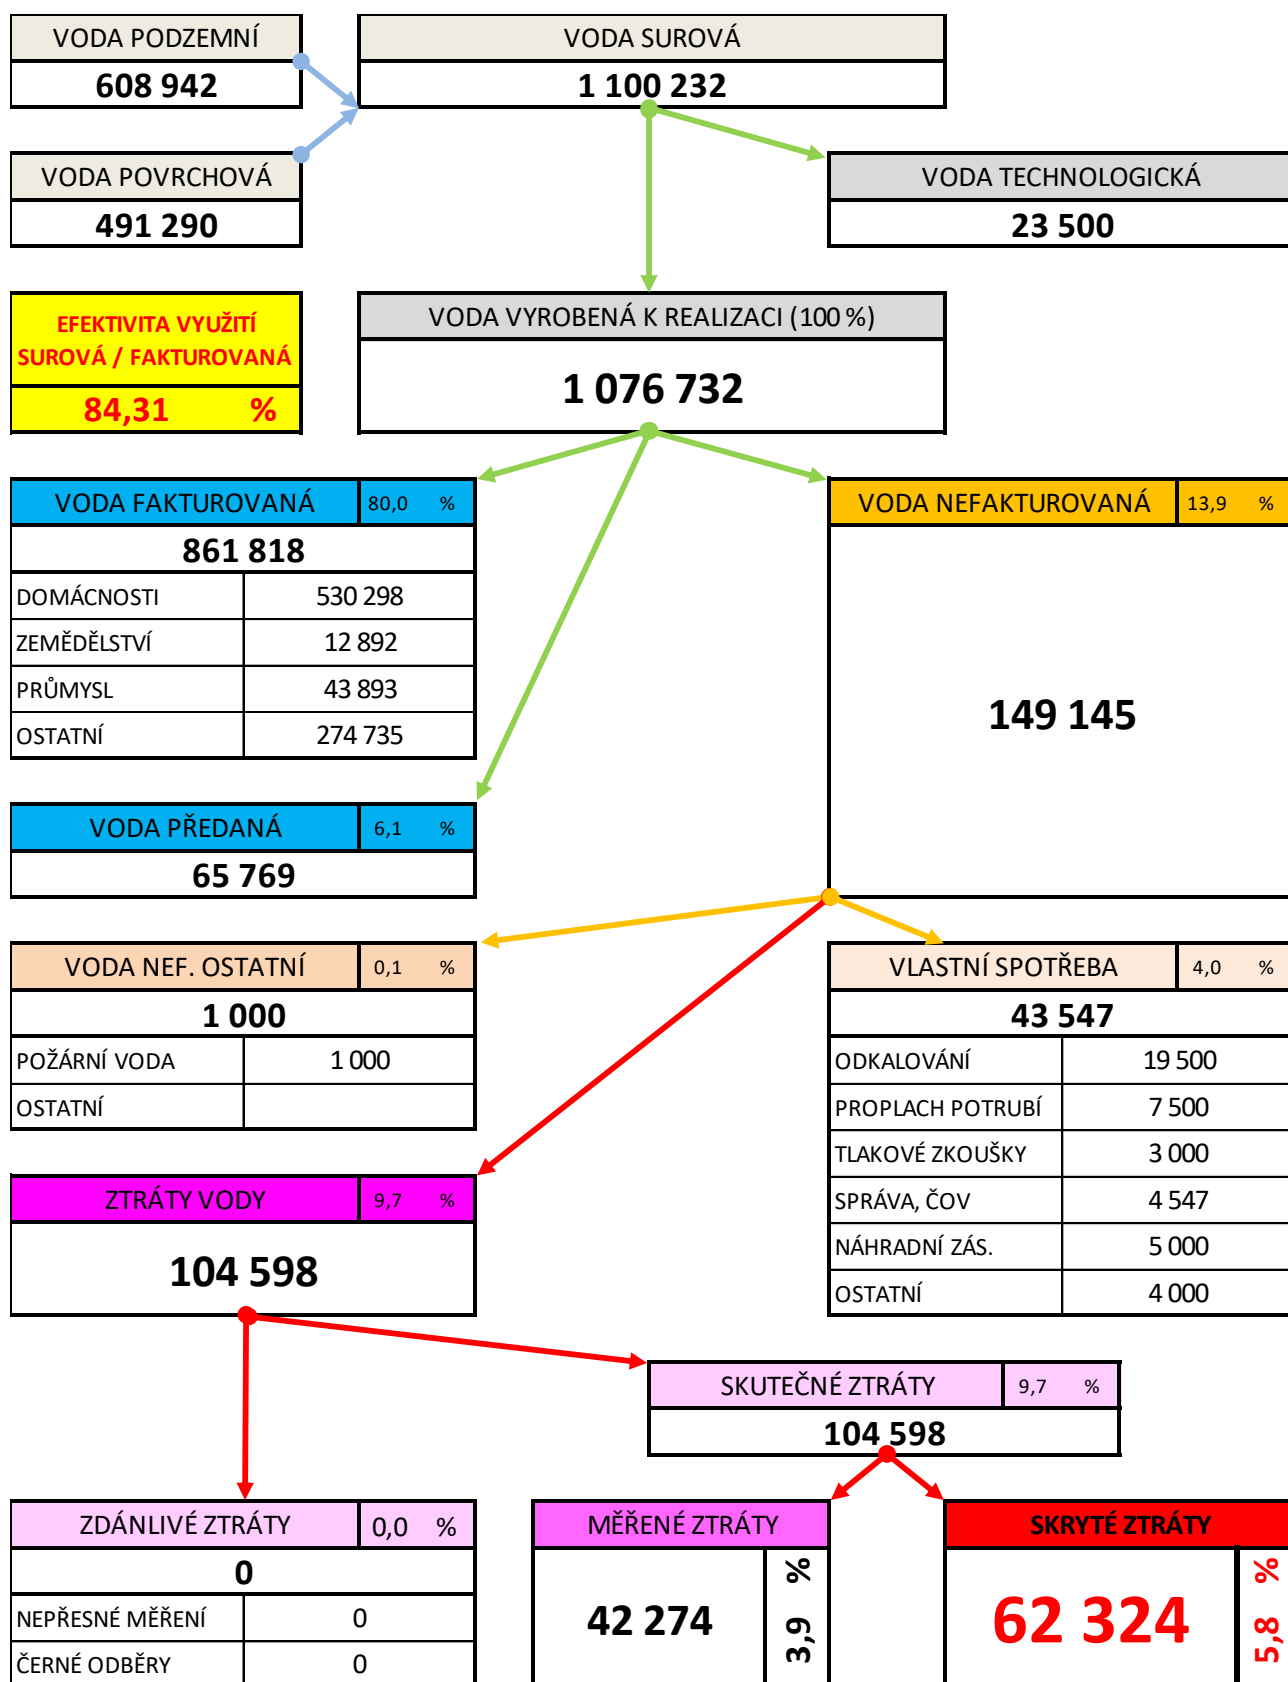 VODA PODZEMNÍ
608 942
VODA SUROVÁ
1 100 232
VODA POVRCHOVÁ
491 290
VODA TECHNOLOGICKÁ
23 500
EFEKTIVITA VYUŽITÍ
SUROVÁ / FAKTUROVANÁ
84,31 %
VODA VYROBENÁ K REALIZACI (100 %)
1 076 732
VODA FAKTUROVANÁ 80,0 %
861 818
DOMÁCNOSTI 530 298
ZEMĚDĚLSTVÍ 12 892
PRŮMYSL 43 893
OSTATNÍ 274 735
VODA NEFAKTUROVANÁ 13,9 %
149 145
VODA PŘEDANÁ 6,1 %
65 769
VODA NEF. OSTATNÍ 0,1 %
1 000
POŽÁRNÍ VODA 1 000
OSTATNÍ
VLASTNÍ SPOTŘEBA 4,0 %
43 547
ODKALOVÁNÍ 19 500
PROPLACH POTRUBÍ 7 500
TLAKOVÉ ZKOUŠKY 3 000
SPRÁVA, ČOV 4 547
NÁHRADNÍ ZÁS. 5 000
OSTATNÍ 4 000
ZTRÁTY VODY 9,7 %
104 598
SKUTEČNÉ ZTRÁTY 9,7 %
104 598
ZDÁNLIVÉ ZTRÁTY 0,0 %
0
NEPŘESNÉ MĚŘENÍ 0
ČERNÉ ODBĚRY 0
MĚŘENÉ ZTRÁTY
42 274
3,9 %
SKRYTÉ ZTRÁTY
62 324
5,8 %